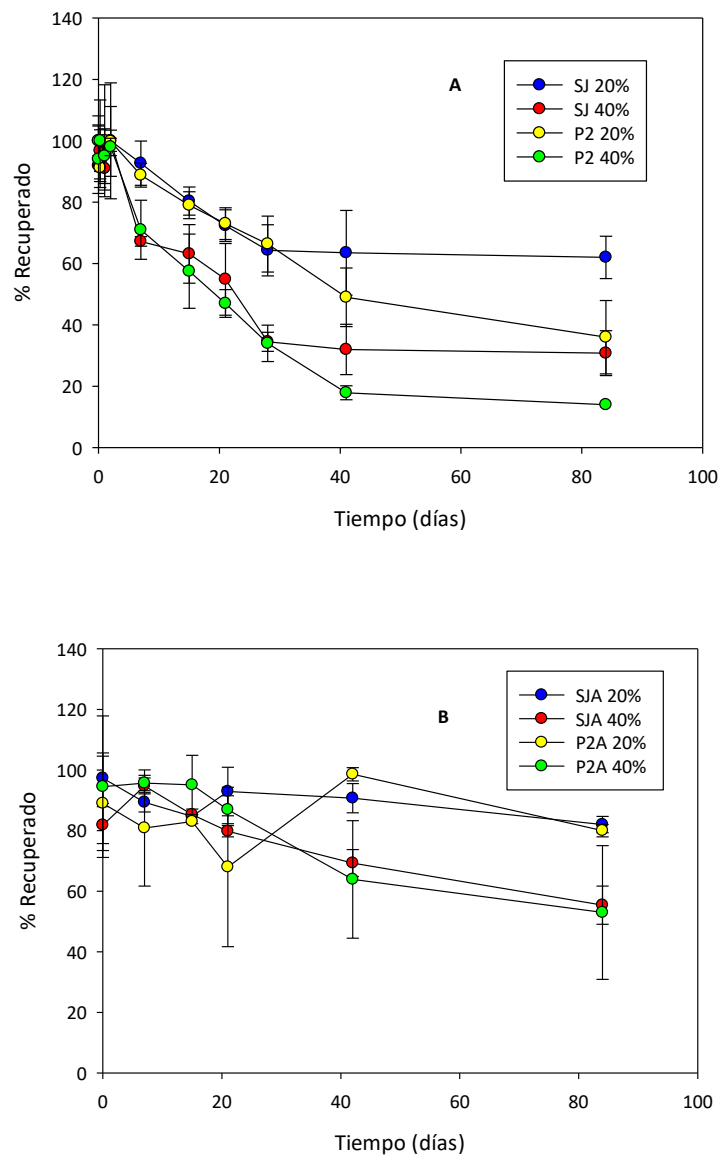 140
120
100
80
60
40
20
0
% Recuperado
A
SJ 20%
SJ 40%
P2 20%
P2 40%
0 20 40 60 80 100
Tiempo (días)
140
120
100
80
60
40
20
0
% Recuperado
B
SJA 20%
SJA 40%
P2A 20%
P2A 40%
0 20 40 60 80 100
Tiempo (días)